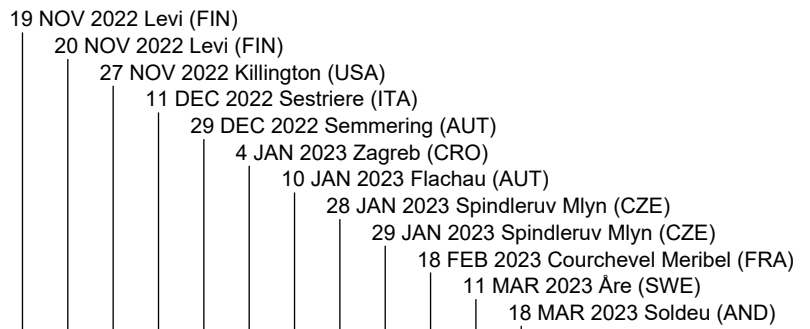 19 NOV 2022 Levi (FIN)
20 NOV 2022 Levi (FIN)
27 NOV 2022 Killington (USA)
11 DEC 2022 Sestriere (ITA)
29 DEC 2022 Semmering (AUT)
4 JAN 2023 Zagreb (CRO)
10 JAN 2023 Flachau (AUT)
28 JAN 2023 Spindleruv Mlyn (CZE)
29 JAN 2023 Spindleruv Mlyn (CZE)
18 FEB 2023 Courchevel Meribel (FRA)
11 MAR 2023 Åre (SWE)
18 MAR 2023 Soldeu (AND)